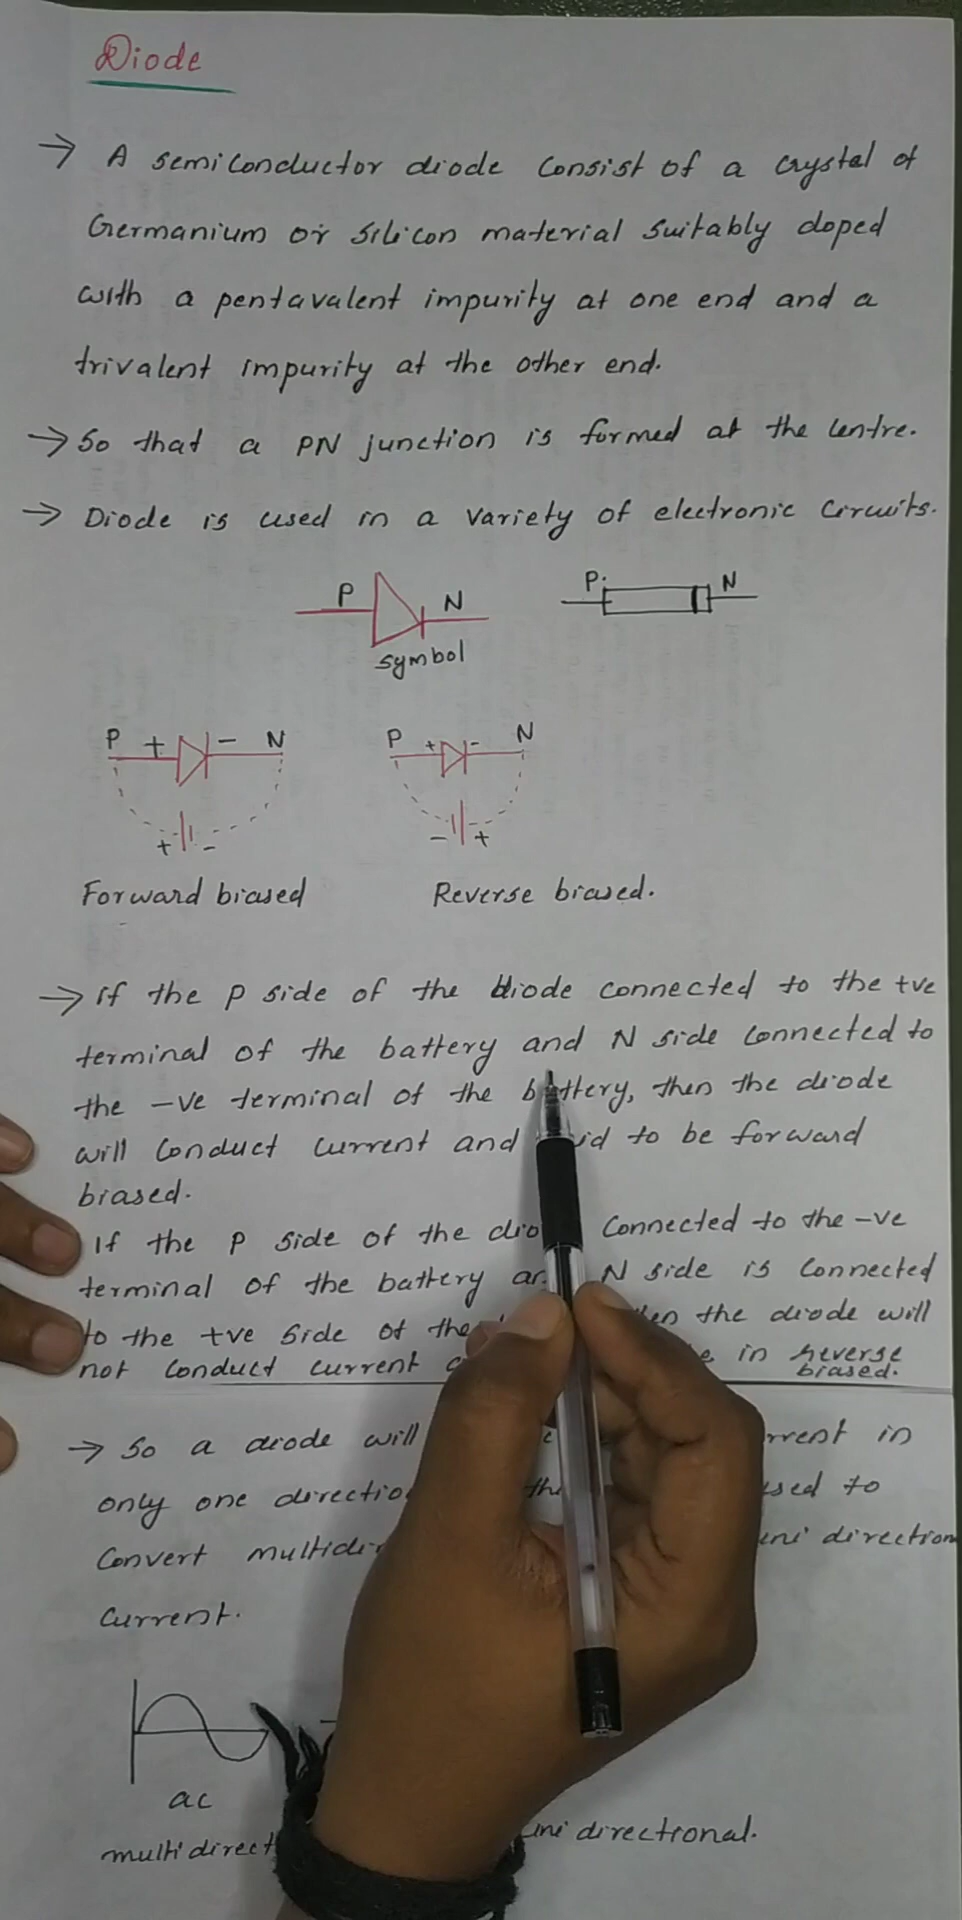 Diode
→ A semiconductor diode consist of a crystal of
Germanium or silicon material suitably doped
with a pentavalent impurity at one end and a
trivalent impurity at the other end.
→ So that a PN junction is formed at the centre.
→ Diode is used in a variety of electronic circuits.
P N
symbol
P N
P + - N
+ -
Forward biased
P + - N
- +
Reverse biased.
→ If the P side of the diode connected to the +ve
terminal of the battery and N side connected to
the -ve terminal of the battery, then the diode
will conduct current and to be forward
biased.
If the P side of the connected to the -ve
terminal of the battery N side is connected
to the +ve side of the the diode will
not conduct current in reverse
biased.
→ So a diode will in
only one to
convert uni direction
current.
ac
uni directional.